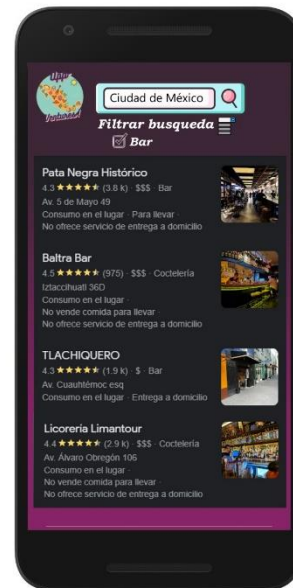 Ciudad de México
Filtrar busqueda
Bar
Pata Negra Histórico
4.3 (3.8 k) · $$$ · Bar
Av. 5 de Mayo 49
Consumo en el lugar · Para llevar ·
No ofrece servicio de entrega a domicilio
Baltra Bar
4.5 (975) · $$$ · Coctelería
Iztaccihuatl 36D
Consumo en el lugar ·
No vende comida para llevar ·
No ofrece servicio de entrega a domicilio
TLACHIQUERO
4.3 (1.9 k) · $ · Bar
Av. Cuauhtémoc esq
Consumo en el lugar · Entrega a domicilio
Licorería Limantour
4.4 (2.9 k) · $$$ · Coctelería
Av. Álvaro Obregón 106
Consumo en el lugar ·
No vende comida para llevar ·
No ofrece servicio de entrega a domicilio